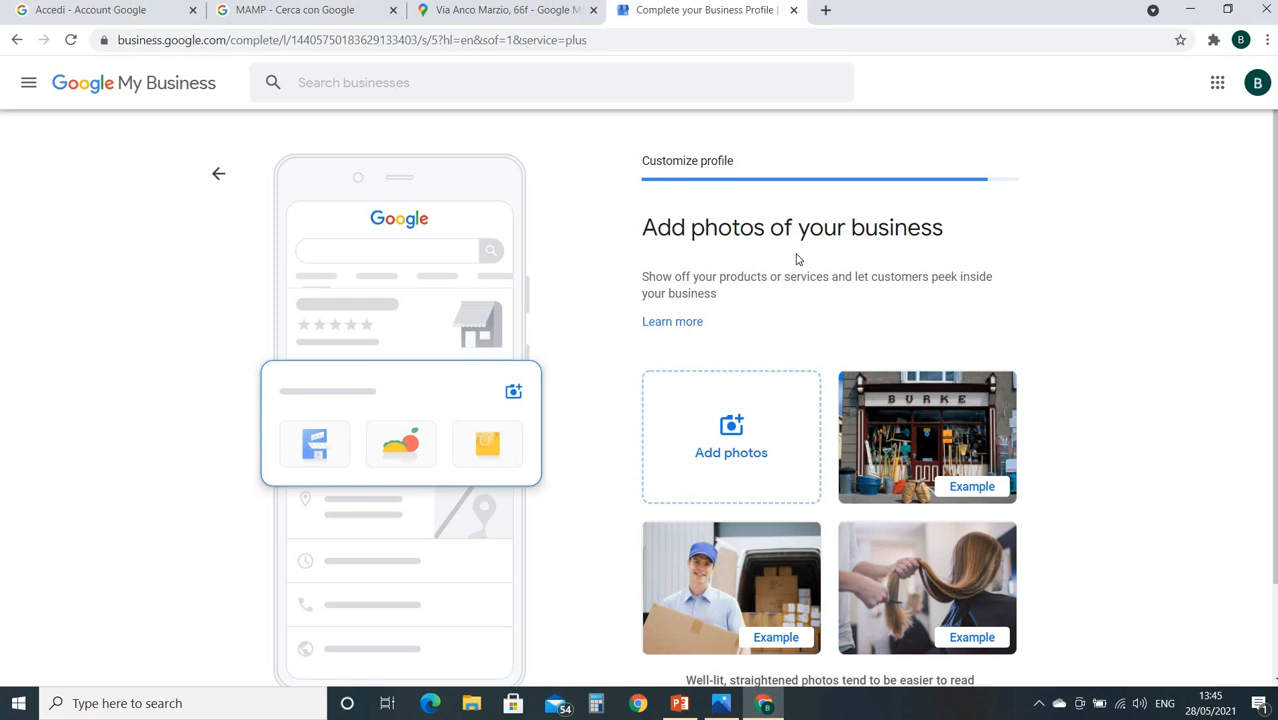 Accedi - Account Google
MAMP - Cerca con Google
Via Anco Marzio, 66f - Google M
Complete your Business Profile |
business.google.com/complete/l/14405750183629133403/s/5?hl=en&sof=1&service=plus
B
Google My Business
Search businesses
B
Customize profile
Google
Add photos of your business
Show off your products or services and let customers peek inside
your business
Learn more
Add photos
BURKE
Example
Example
Example
Well-lit, straightened photos tend to be easier to read
Type here to search
54
B
ENG
13:45
28/05/2021
1